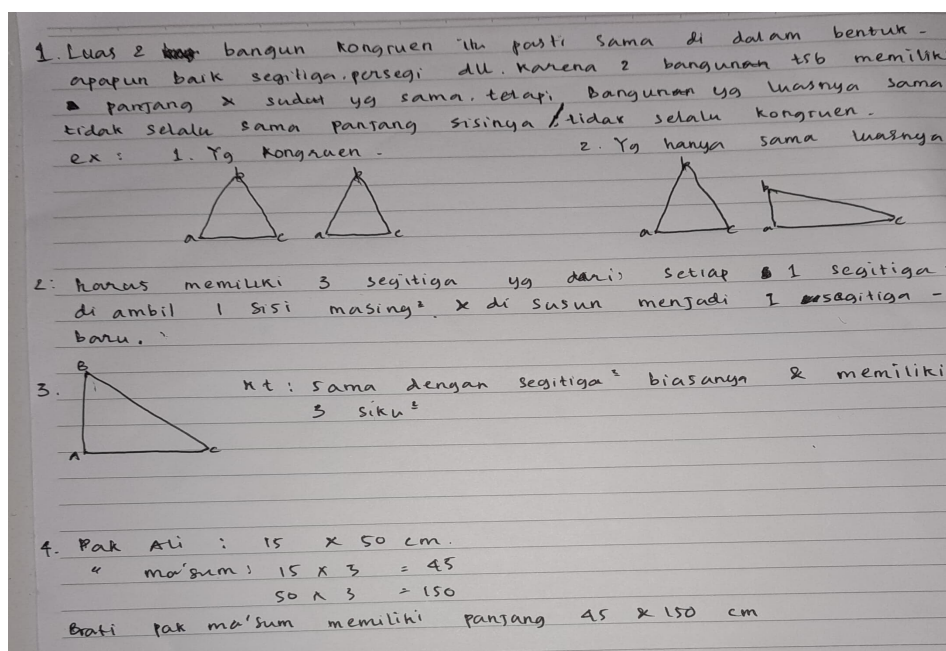 1. Luas 2 bangun kongruen itu pasti sama di dalam bentuk -
apapun baik segitiga, persegi dll. Karena 2 bangunan tsb memilik
panjang & sudut yg sama. tetapi Bangunan yg luasnya sama
tidak selalu sama panjang sisinya / tidak selalu kongruen.
ex : 1. Yg Kongruen. 2. Yg hanya sama luasnya
b b b b
a c a c a c a c
2: harus memiliki 3 segitiga yg dari setiap 1 segitiga
di ambil 1 sisi masing² & di susun menjadi 1 segitiga -
baru.
3. B
A C
Kt : sama dengan segitiga² biasanya & memiliki
3 siku²
4. Pak Ali : 15 x 50 cm.
" ma'sum : 15 x 3 = 45
50 x 3 = 150
Brati pak ma'sum memiliki panjang 45 & 150 cm